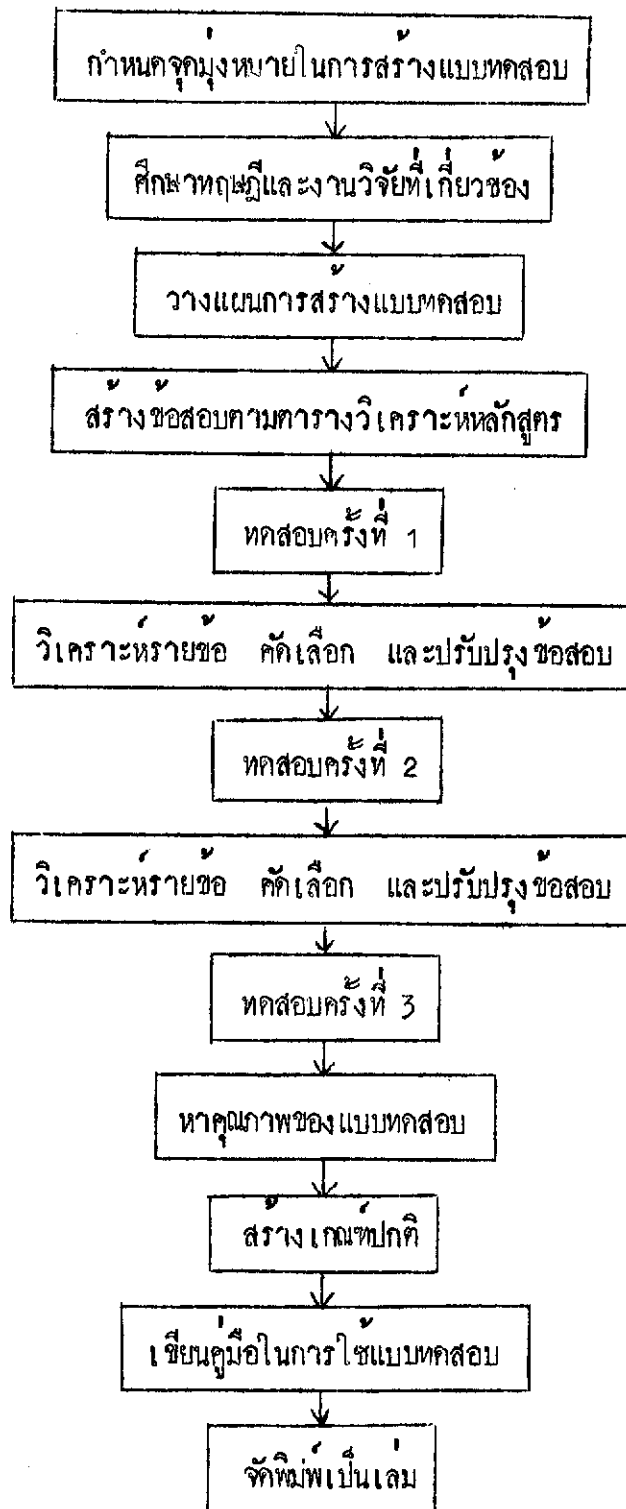 กำหนดจุดมุ่งหมายในการสร้างแบบทดสอบ
ศึกษาทฤษฎีและงานวิจัยที่เกี่ยวข้อง
วางแผนการสร้างแบบทดสอบ
สร้างข้อสอบตามตารางวิเคราะห์หลักสูตร
ทดสอบครั้งที่ 1
วิเคราะห์รายข้อ คัดเลือก และปรับปรุงข้อสอบ
ทดสอบครั้งที่ 2
วิเคราะห์รายข้อ คัดเลือก และปรับปรุงข้อสอบ
ทดสอบครั้งที่ 3
หาคุณภาพของแบบทดสอบ
สร้างเกณฑ์ปกติ
เขียนคู่มือในการใช้แบบทดสอบ
จัดพิมพ์เป็นเล่ม